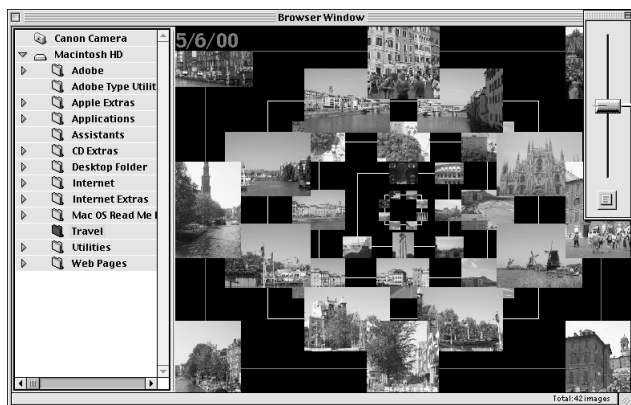 Browser Window
Canon Camera
Macintosh HD
Adobe
Adobe Type Utilit
Apple Extras
Applications
Assistants
CD Extras
Desktop Folder
Internet
Internet Extras
Mac OS Read Me
Travel
Utilities
Web Pages
5/6/00
Total:42 images